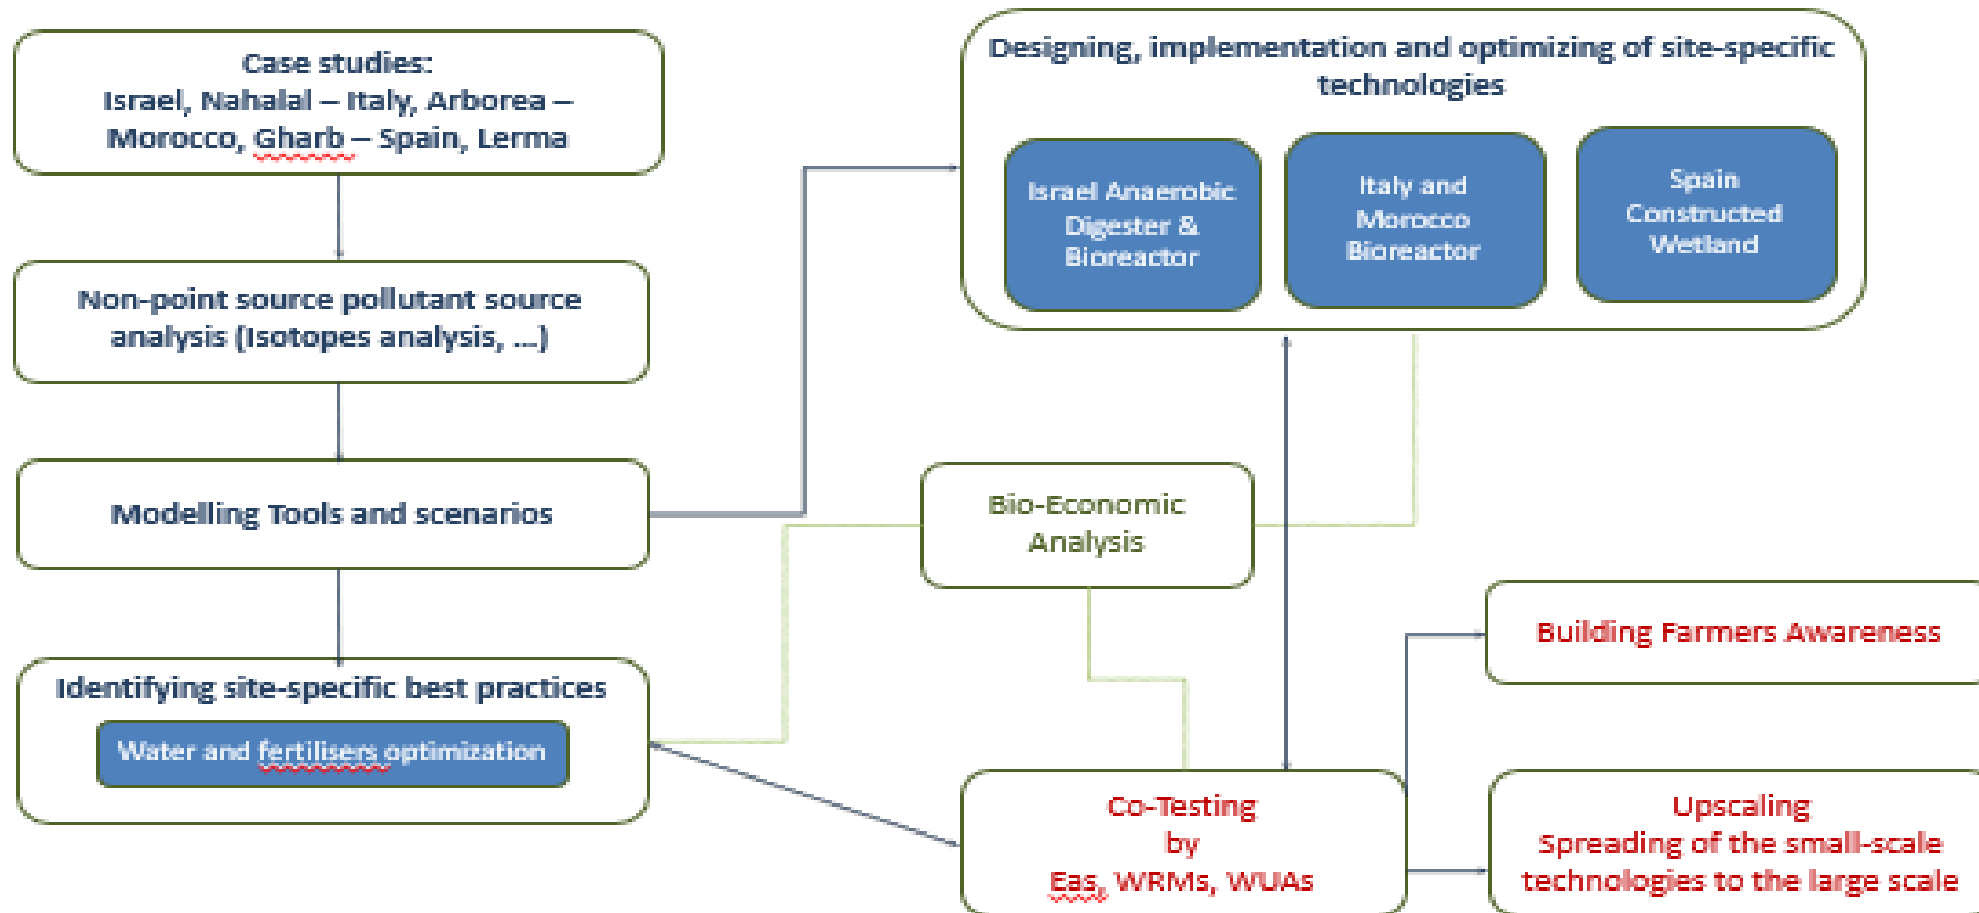 Case studies:
Israel, Nahalal – Italy, Arborea –
Morocco, Gharb – Spain, Lerma
Non-point source pollutant source
analysis (Isotopes analysis, ...)
Modelling Tools and scenarios
Identifying site-specific best practices
Water and fertilisers optimization
Designing, implementation and optimizing of site-specific
technologies
Israel Anaerobic
Digester &
Bioreactor
Italy and
Morocco
Bioreactor
Spain
Constructed
Wetland
Bio-Economic
Analysis
Co-Testing
by
Eas, WRMs, WUAs
Building Farmers Awareness
Upscaling
Spreading of the small-scale
technologies to the large scale